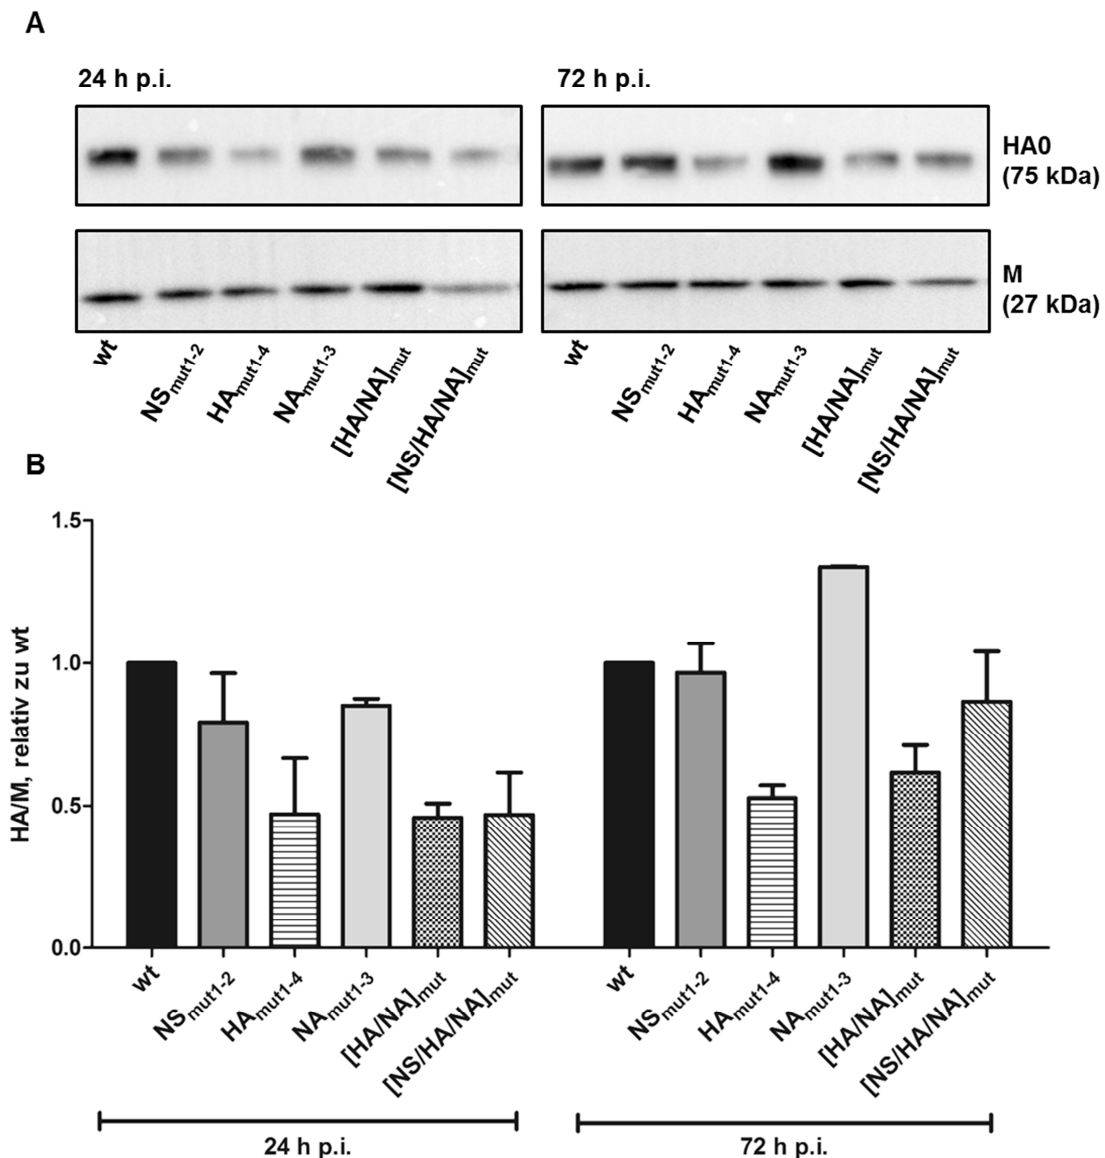 A
24 h p.i.
72 h p.i.
HA0
(75 kDa)
M
(27 kDa)
wt
NSmut1-2
HAmut1-4
NAmut1-3
[HA/NA]mut
[NS/HA/NA]mut
wt
NSmut1-2
HAmut1-4
NAmut1-3
[HA/NA]mut
[NS/HA/NA]mut
B
HA/M, relativ zu wt
1.5
1.0
0.5
0.0
wt
NSmut1-2
HAmut1-4
NAmut1-3
[HA/NA]mut
[NS/HA/NA]mut
wt
NSmut1-2
HAmut1-4
NAmut1-3
[HA/NA]mut
[NS/HA/NA]mut
24 h p.i.
72 h p.i.